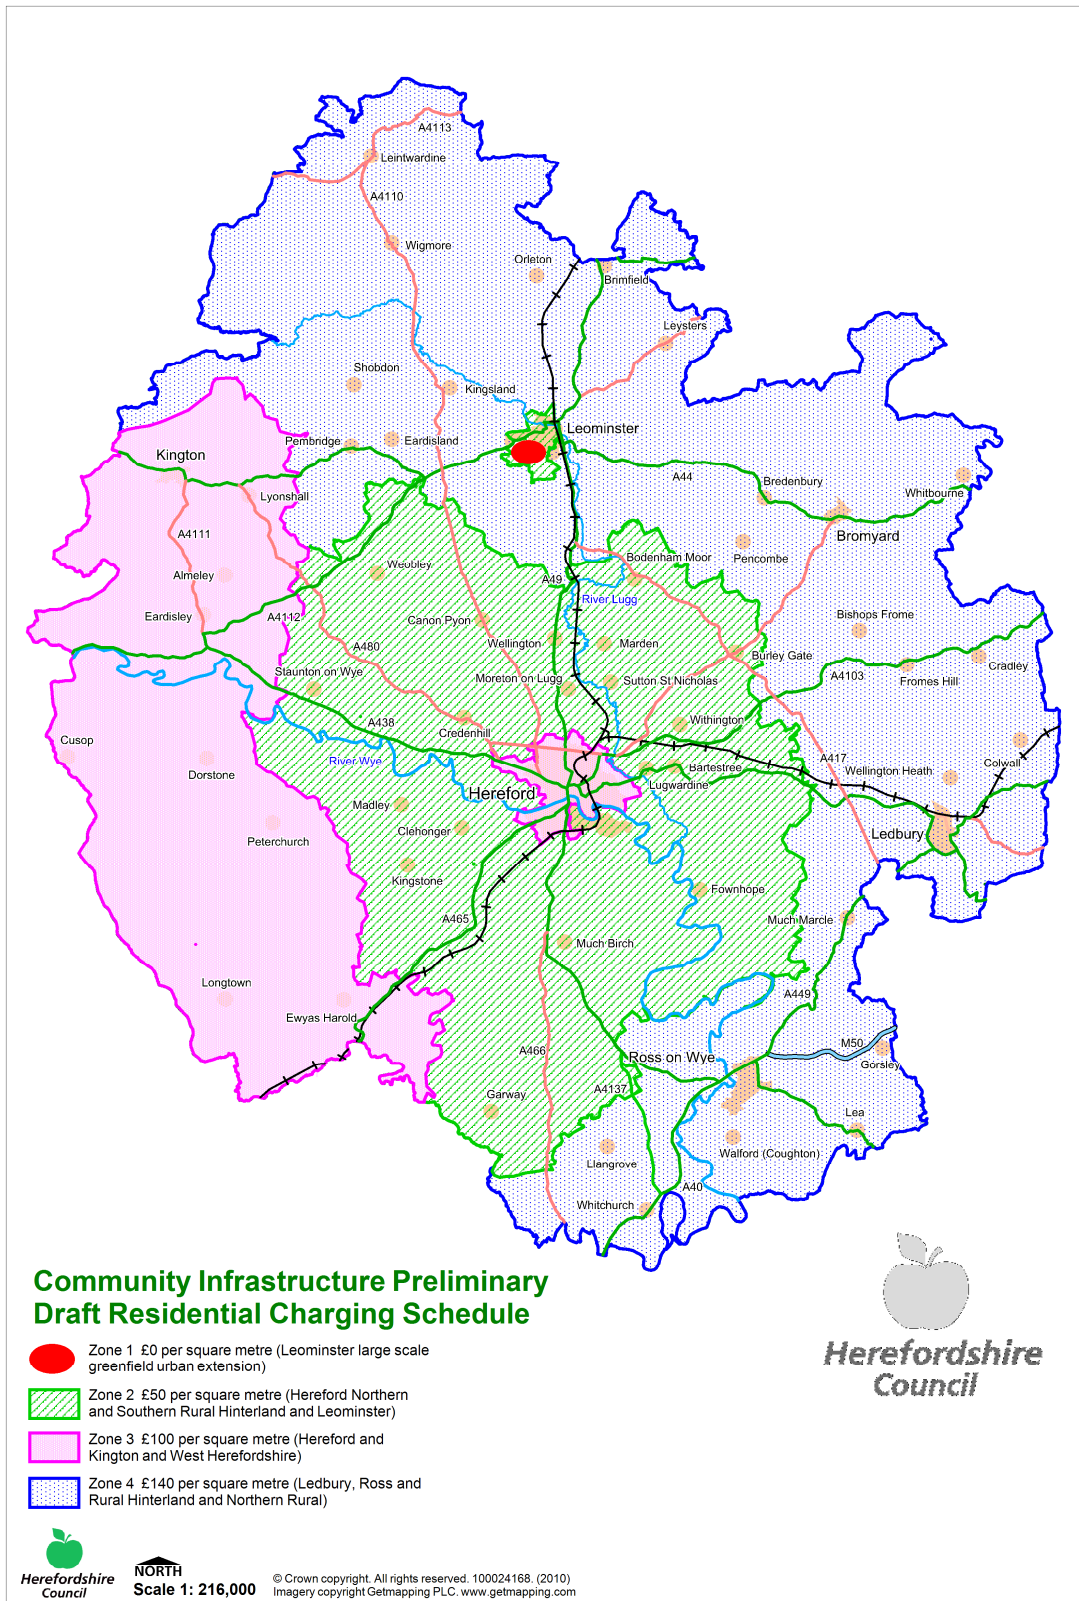 A4113
Leintwardine
A4110
Wigmore
Orleton
Brimfield
Leysters
Shobdon
Kingsland
Leominster
Pembridge
Eardisland
Kington
A44
Bredenbury
Whitbourne
Lyonshall
A4111
Bromyard
Bodenham Moor
Pencombe
Weobley
Almeley
A49
River Lugg
Eardisley
A4112
Canon Pyon
Bishops Frome
Wellington
Marden
A480
Burley Gate
Cradley
Staunton on Wye
Moreton on Lugg
Sutton St Nicholas
A4103
Fromes Hill
A438
Withington
Credenhill
Cusop
River Wye
A417
Colwall
Dorstone
Bartestree
Wellington Heath
Lugwardine
Hereford
Madley
Clehonger
Ledbury
Peterchurch
Kingstone
Fownhope
A465
Much Marcle
Much Birch
Longtown
A449
Ewyas Harold
M50
A466
Ross on Wye
Gorsley
A4137
Garway
Lea
Walford (Coughton)
Llangrove
A40
Whitchurch
Community Infrastructure Preliminary
Draft Residential Charging Schedule
Zone 1 £0 per square metre (Leominster large scale
greenfield urban extension)
Zone 2 £50 per square metre (Hereford Northern
and Southern Rural Hinterland and Leominster)
Zone 3 £100 per square metre (Hereford and
Kington and West Herefordshire)
Zone 4 £140 per square metre (Ledbury, Ross and
Rural Hinterland and Northern Rural)
Herefordshire
Council
Herefordshire
Council
NORTH
Scale 1: 216,000
© Crown copyright. All rights reserved. 100024168. (2010)
Imagery copyright Getmapping PLC. www.getmapping.com